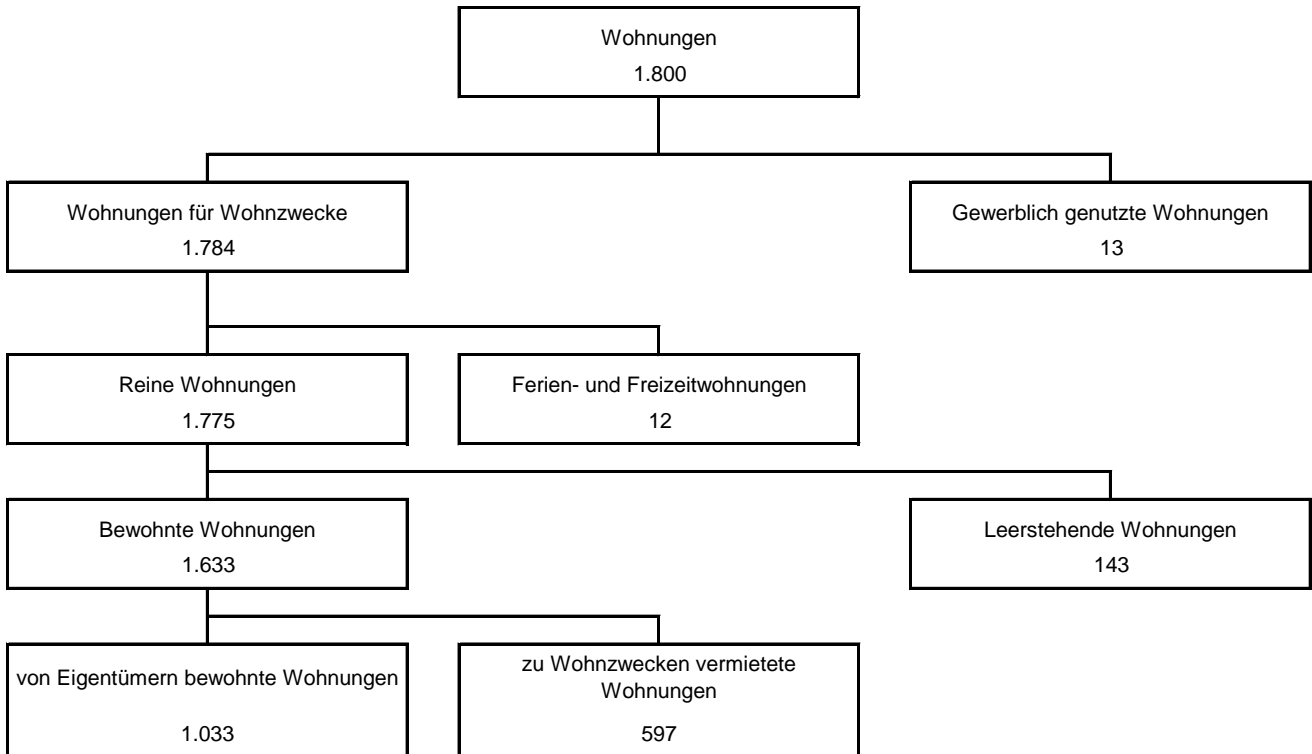 Wohnungen
1.800
Wohnungen für Wohnzwecke
1.784
Gewerblich genutzte Wohnungen
13
Reine Wohnungen
1.775
Ferien- und Freizeitwohnungen
12
Bewohnte Wohnungen
1.633
Leerstehende Wohnungen
143
von Eigentümern bewohnte Wohnungen
1.033
zu Wohnzwecken vermietete
Wohnungen
597